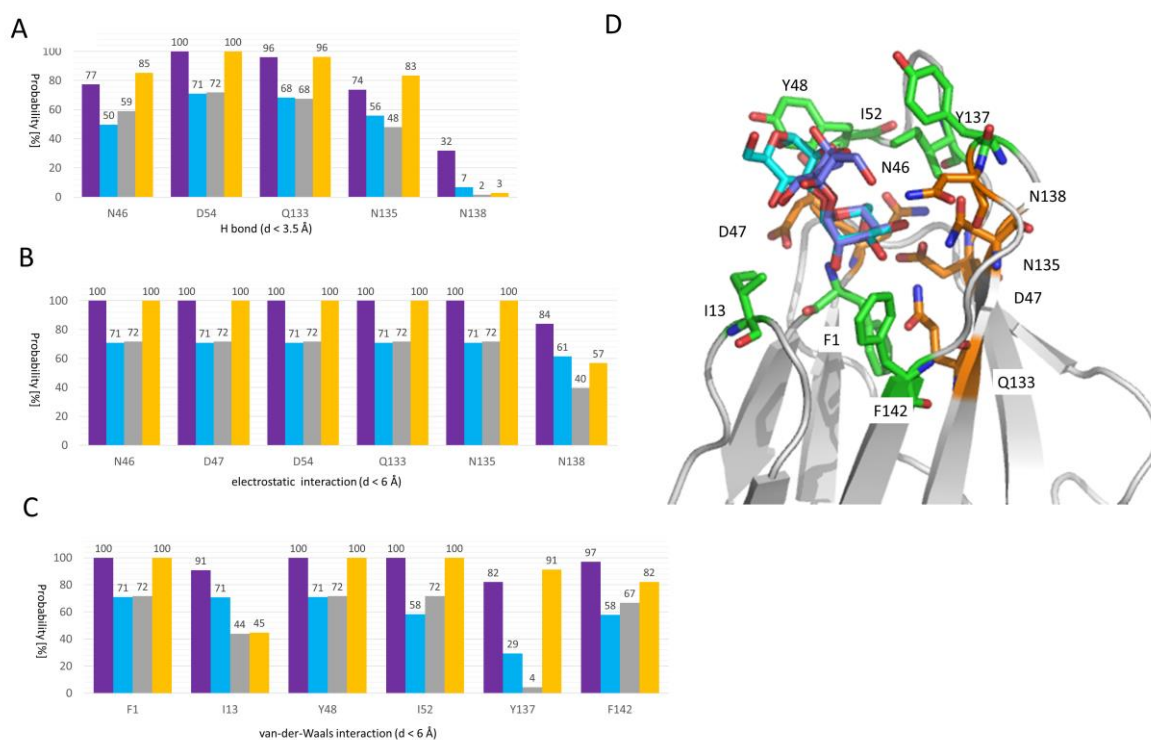 A
Probability [%]
100
80
60
40
20
0
77 50 59 85
100 71 72 100
96 68 68 96
74 56 48 83
32 7 2 3
N46 D54 Q133 N135 N138
H bond (d < 3.5 Å)
B
Probability [%]
100
80
60
40
20
0
100 71 72 100
100 71 72 100
100 71 72 100
100 71 72 100
100 71 72 100
84 61 40 57
N46 D47 D54 Q133 N135 N138
electrostatic interaction (d < 6 Å)
C
Probability [%]
100
80
60
40
20
0
100 71 72 100
91 71 44 45
100 71 72 100
100 58 72 100
82 29 4 91
97 58 67 82
F1 I13 Y48 I52 Y137 F142
van-der-Waals interaction (d < 6 Å)
D
Y48
I52
Y137
N46
N138
D47
N135
D47
I13
F1
Q133
F142